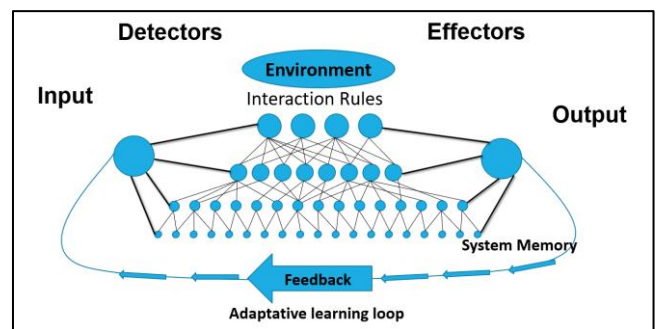 Detectors
Effectors
Environment
Input
Interaction Rules
Output
System Memory
Feedback
Adaptative learning loop